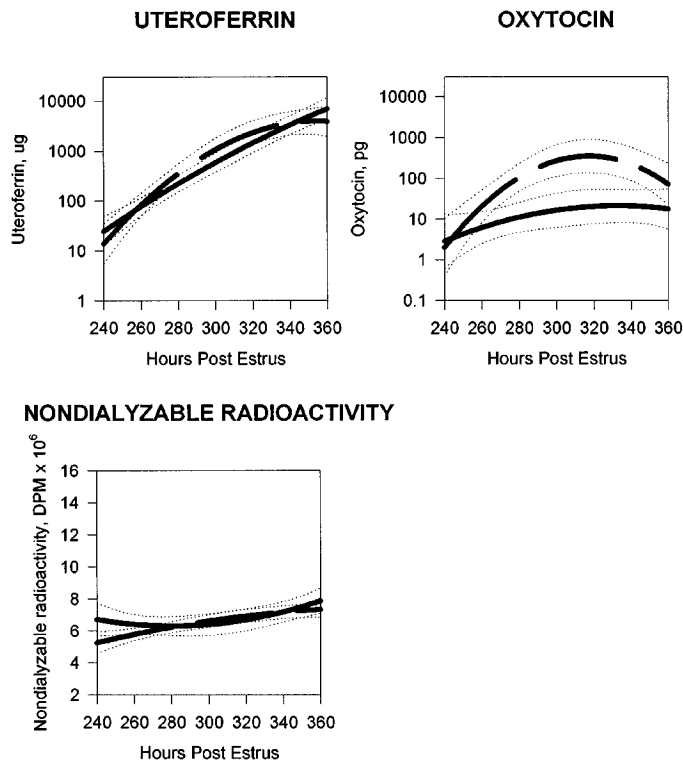 UTEROFERRIN
Uteroferrin, ug
10000
1000
100
10
1
240 260 280 300 320 340 360
Hours Post Estrus
OXYTOCIN
Oxytocin, pg
10000
1000
100
10
1
0.1
240 260 280 300 320 340 360
Hours Post Estrus
NONDIALYZABLE RADIOACTIVITY
Nondialyzable radioactivity, DPM x 10⁶
16
14
12
10
8
6
4
2
240 260 280 300 320 340 360
Hours Post Estrus